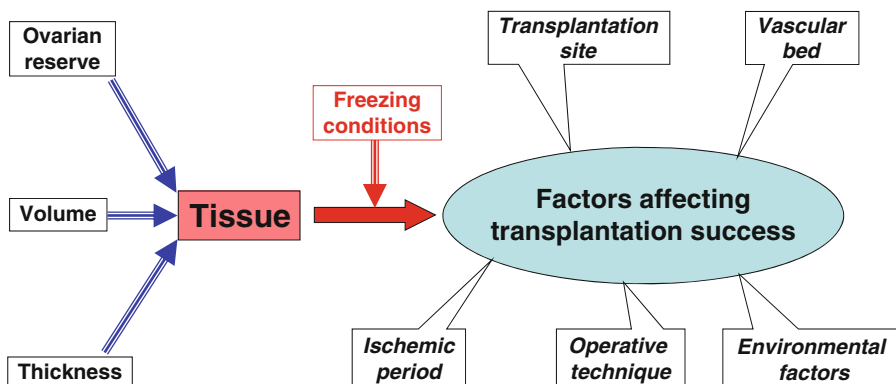 Ovarian
reserve
Transplantation
site
Vascular
bed
Freezing
conditions
Volume
Tissue
Factors affecting
transplantation success
Thickness
Ischemic
period
Operative
technique
Environmental
factors